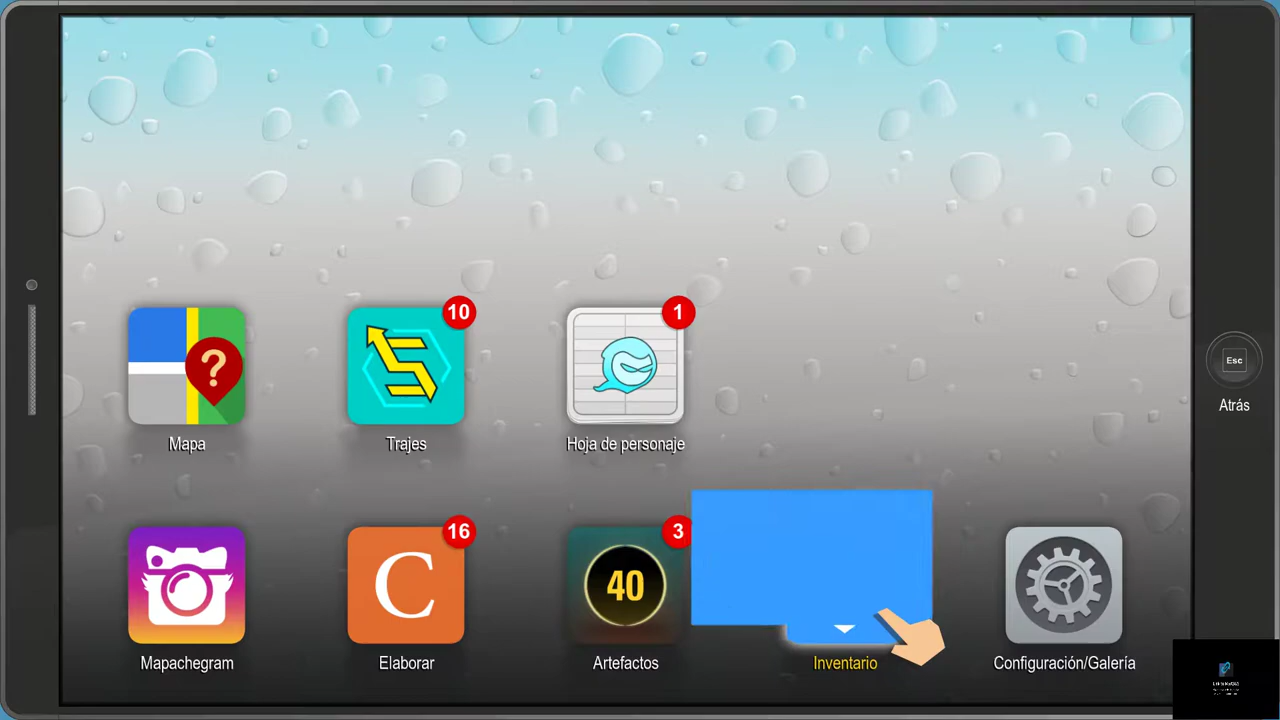 10
1
Esc
Atrás
Mapa
Trajes
Hoja de personaje
16
3
C
40
Mapachegram
Elaborar
Artefactos
Inventario
Configuración/Galería